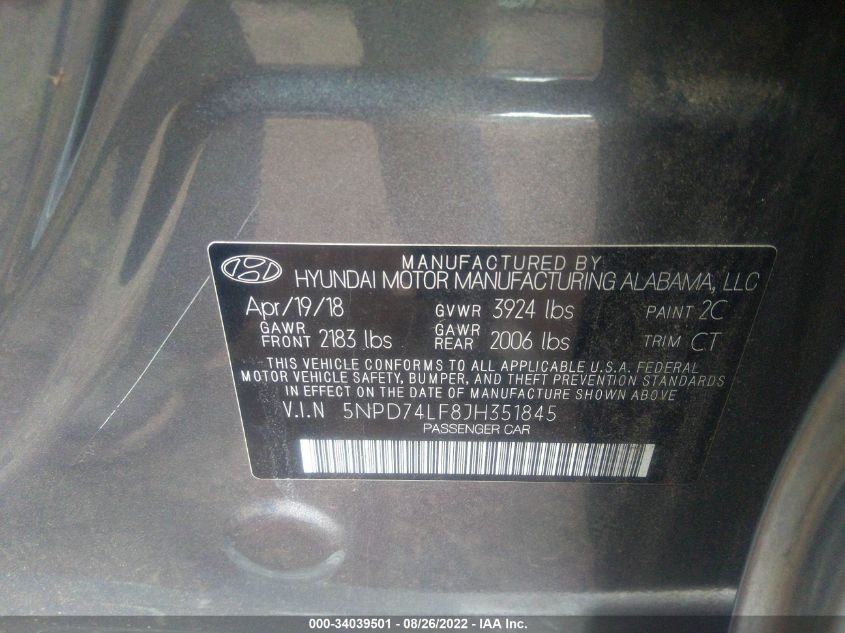 MANUFACTURED BY
HYUNDAI MOTOR MANUFACTURING ALABAMA, LLC
Apr/19/18 GVWR 3924 lbs PAINT 2C
GAWR FRONT 2183 lbs GAWR REAR 2006 lbs TRIM CT
THIS VEHICLE CONFORMS TO ALL APPLICABLE U.S.A. FEDERAL
MOTOR VEHICLE SAFETY, BUMPER, AND THEFT PREVENTION STANDARDS
IN EFFECT ON THE DATE OF MANUFACTURE SHOWN ABOVE
V.I.N 5NPD74LF8JH351845
PASSENGER CAR
000-34039501 - 08/26/2022 - IAA Inc.